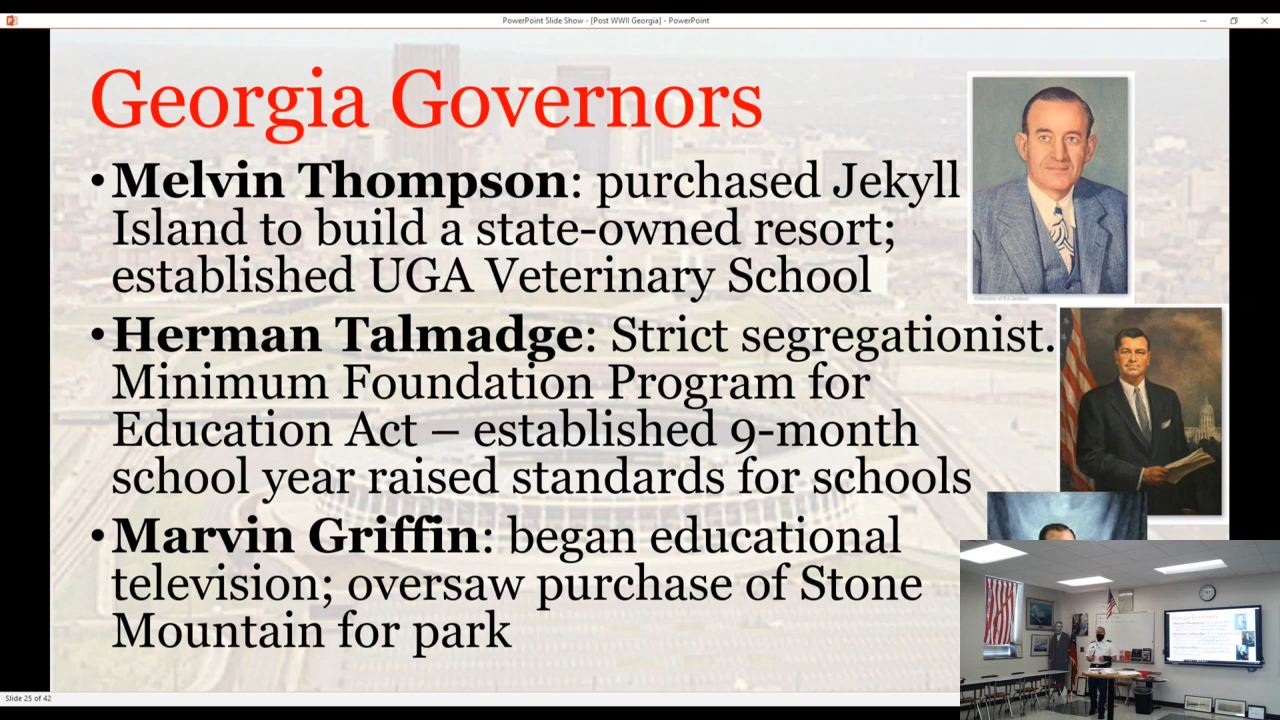 PowerPoint Slide Show - [Post WWII Georgia] - PowerPoint
Georgia Governors
•Melvin Thompson: purchased Jekyll
Island to build a state-owned resort;
established UGA Veterinary School
•Herman Talmadge: Strict segregationist.
Minimum Foundation Program for
Education Act – established 9-month
school year raised standards for schools
•Marvin Griffin: began educational
television; oversaw purchase of Stone
Mountain for park
Slide 25 of 42